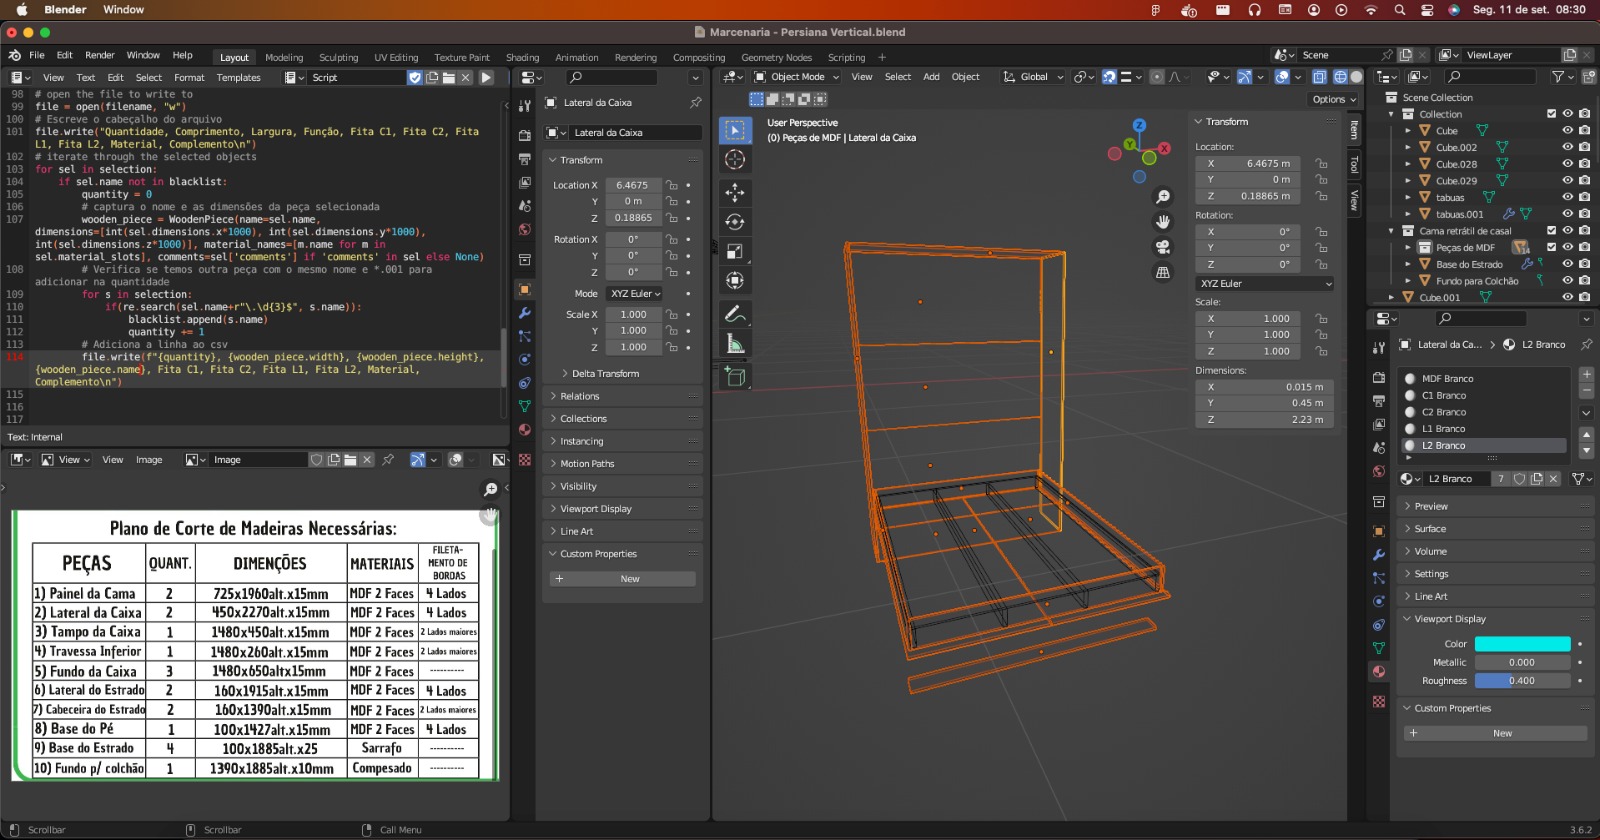 Blender Window
Seg. 11 de set. 08:30
Marcenaria - Persiana Vertical.blend
File Edit Render Window Help
Layout Modeling Sculpting UV Editing Texture Paint Shading Animation Rendering Compositing Geometry Nodes Scripting +
Scene
ViewLayer
View Text Edit Select Format Templates
Script
98 # open the file to write to
99 file = open(filename, "w")
100 # Escreve o cabeçalho do arquivo
101 file.write("Quantidade, Comprimento, Largura, Função, Fita C1, Fita C2, Fita
L1, Fita L2, Material, Complemento\n")
102 # iterate through the selected objects
103 for sel in selection:
104 if sel.name not in blacklist:
105 quantity = 0
106 # captura o nome e as dimensões da peça selecionada
107 wooden_piece = WoodenPiece(name=sel.name,
dimensions=[int(sel.dimensions.x*1000), int(sel.dimensions.y*1000),
int(sel.dimensions.z*1000)], material_names=[m.name for m in
sel.material_slots], comments=sel['comments'] if 'comments' in sel else None)
108 # Verifica se temos outra peça com o mesmo nome e *.001 para
adicionar na quantidade
109 for s in selection:
110 if(re.search(sel.name+r"\.\d{3}$", s.name)):
111 blacklist.append(s.name)
112 quantity += 1
113 # Adiciona a linha ao csv
114 file.write(f"{quantity}, {wooden_piece.width}, {wooden_piece.height},
{wooden_piece.name}, Fita C1, Fita C2, Fita L1, Fita L2, Material,
Complemento\n")
115
116
117
Text: Internal
View View Image
Image
Plano de Corte de Madeiras Necessárias:
PEÇAS QUANT. DIMENÇÕES MATERIAIS FILETA-
MENTO DE
BORDAS
1) Painel da Cama 2 725x1960alt.x15mm MDF 2 Faces 4 Lados
2) Lateral da Caixa 2 450x2270alt.x15mm MDF 2 Faces 4 Lados
3) Tampo da Caixa 1 1480x450alt.x15mm MDF 2 Faces 2 Lados maiores
4) Travessa Inferior 1 1480x260alt.x15mm MDF 2 Faces 2 Lados maiores
5) Fundo da Caixa 3 1480x650altx15mm MDF 2 Faces ----------
6) Lateral do Estrado 2 160x1915alt.x15mm MDF 2 Faces 4 Lados
7) Cabeceira do Estrado 2 160x1390alt.x15mm MDF 2 Faces 2 Lados maiores
8) Base do Pé 1 100x1427alt.x15mm MDF 2 Faces 4 Lados
9) Base do Estrado 4 100x1885alt.x25 Sarrafo ----------
10) Fundo p/ colchão 1 1390x1885alt.x10mm Compesado ----------
Lateral da Caixa
Lateral da Caixa
Transform
Location X 6.4675
Y 0 m
Z 0.18865
Rotation X 0°
Y 0°
Z 0°
Mode XYZ Euler
Scale X 1.000
Y 1.000
Z 1.000
Delta Transform
Relations
Collections
Instancing
Motion Paths
Visibility
Viewport Display
Line Art
Custom Properties
+ New
Object Mode View Select Add Object
Global
Options
User Perspective
(0) Peças de MDF | Lateral da Caixa
Z
Y
X
Transform
Location:
X 6.4675 m
Y 0 m
Z 0.18865 m
Rotation:
X 0°
Y 0°
Z 0°
XYZ Euler
Scale:
X 1.000
Y 1.000
Z 1.000
Dimensions:
X 0.015 m
Y 0.45 m
Z 2.23 m
Item
Tool
View
Scene Collection
Collection
Cube
Cube.002
Cube.028
Cube.029
tabuas
tabuas.001
Cama retrátil de casal
Peças de MDF 14
Base do Estrado
Fundo para Colchão
Cube.001
Lateral da Ca... > L2 Branco
MDF Branco
C1 Branco
C2 Branco
L1 Branco
L2 Branco
L2 Branco 7
Preview
Surface
Volume
Settings
Line Art
Viewport Display
Color
Metallic 0.000
Roughness 0.400
Custom Properties
+ New
Scrollbar
Scrollbar
Call Menu
3.6.2